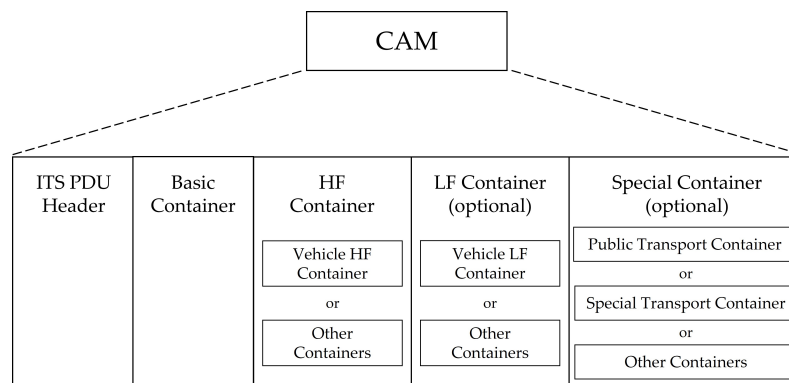 CAM
ITS PDU
Header
Basic
Container
HF
Container
Vehicle HF
Container
or
Other
Containers
LF Container
(optional)
Vehicle LF
Container
or
Other
Containers
Special Container
(optional)
Public Transport Container
or
Special Transport Container
or
Other Containers